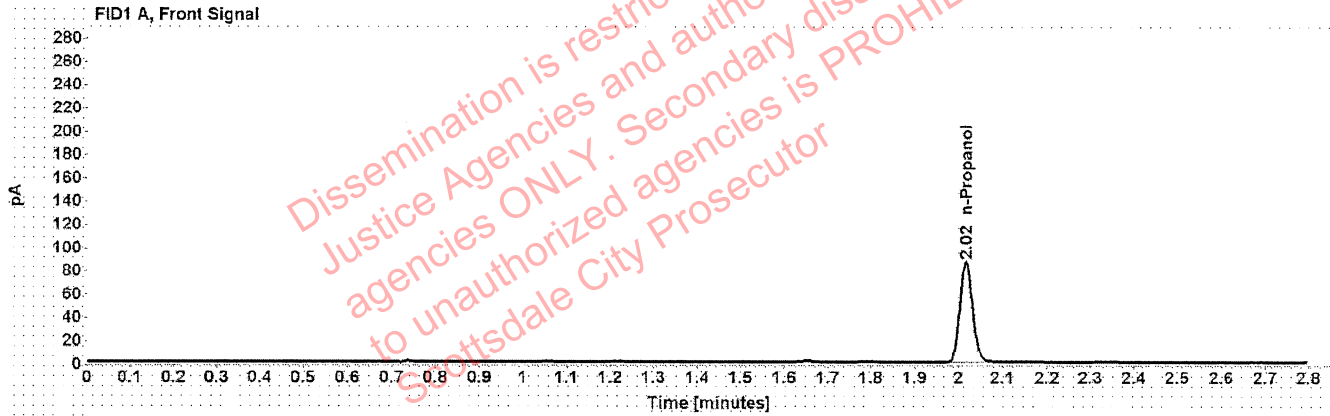 FID1 A, Front Signal
280
260
240
220
200
180
160
140
120
100
80
60
40
20
0
pA
2.02 n-Propanol
0 0.1 0.2 0.3 0.4 0.5 0.6 0.7 0.8 0.9 1 1.1 1.2 1.3 1.4 1.5 1.6 1.7 1.8 1.9 2 2.1 2.2 2.3 2.4 2.5 2.6 2.7 2.8
Time [minutes]
Dissemination is
Justice Agencies and
agencies ONLY. Secondary
to unauthorized agencies is
Scottsdale City Prosecutor